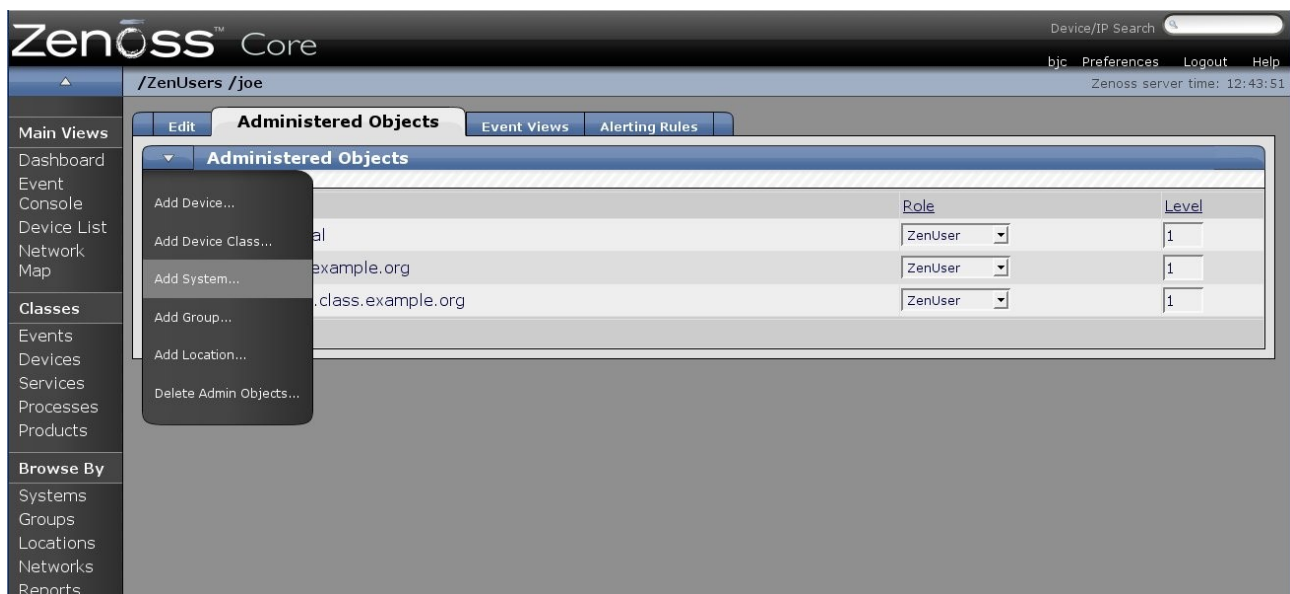 Zenoss™ Core
Device/IP Search
bjc Preferences Logout Help
/ZenUsers /joe
Zenoss server time: 12:43:51
Main Views
Dashboard
Event
Console
Device List
Network
Map
Classes
Events
Devices
Services
Processes
Products
Browse By
Systems
Groups
Locations
Networks
Reports
Edit
Administered Objects
Event Views
Alerting Rules
Administered Objects
Add Device...
Add Device Class...
Add System...
Add Group...
Add Location...
Delete Admin Objects...
Role Level
al ZenUser 1
example.org ZenUser 1
.class.example.org ZenUser 1